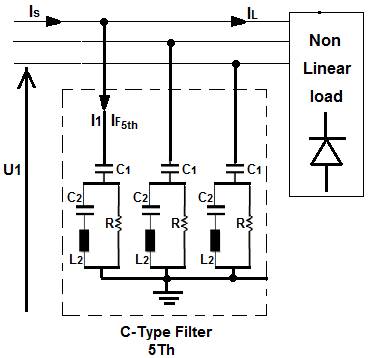 IS IL
Non
Linear
load
U1
I1 IF5th
C1 C1 C1
C2 C2 C2
R R R
L2 L2 L2
C-Type Filter
5Th